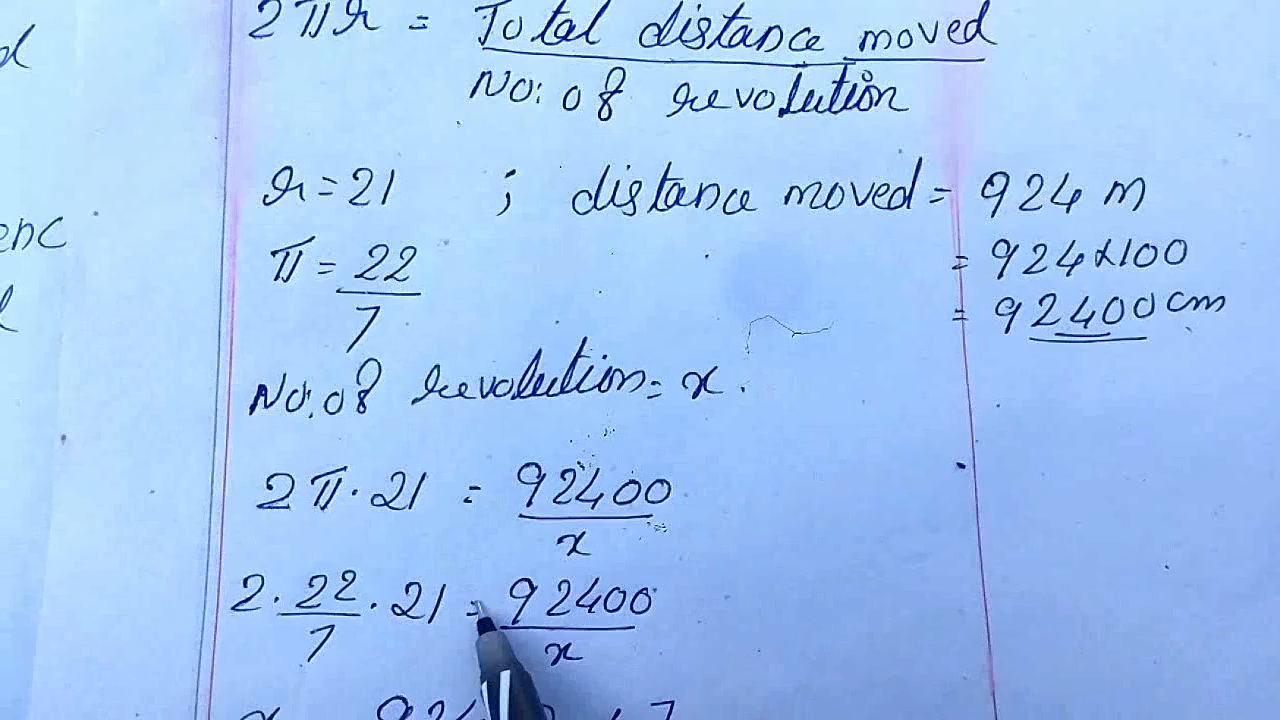 2πr = Total distance moved
No: of revolution
r = 21 ; distance moved = 924 m
π = 22/7
= 924×100
= 92400 cm
No: of revolution = x.
2π·21 = 92400/x
2·22/7·21 = 92400/x